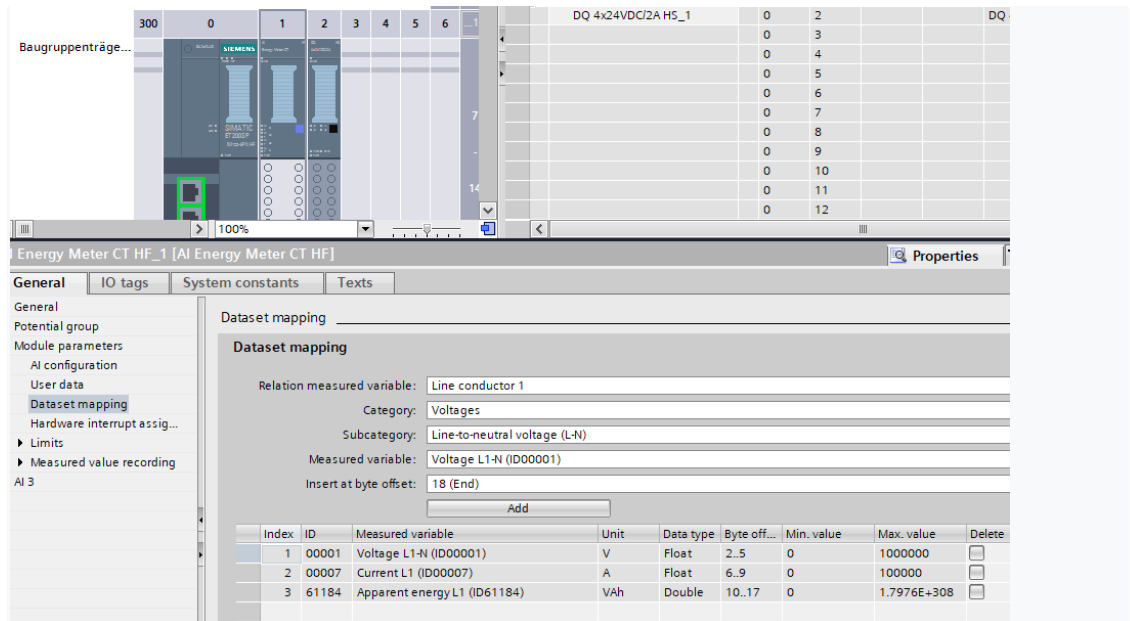 300 0 1 2 3 4 5 6
Baugruppenträge...
SIEMENS
SIMATIC
ET 200SP
7
14
DQ 4x24VDC/2A HS_1 0 2 DQ
0 3
0 4
0 5
0 6
0 7
0 8
0 9
0 10
0 11
0 12
100%
Energy Meter CT HF_1 [AI Energy Meter CT HF]
Properties
General IO tags System constants Texts
General
Potential group
Module parameters
AI configuration
User data
Dataset mapping
Hardware interrupt assig...
Limits
Measured value recording
AI 3
Dataset mapping
Dataset mapping
Relation measured variable: Line conductor 1
Category: Voltages
Subcategory: Line-to-neutral voltage (L-N)
Measured variable: Voltage L1-N (ID00001)
Insert at byte offset: 18 (End)
Add
Index ID Measured variable Unit Data type Byte off... Min. value Max. value Delete
1 00001 Voltage L1-N (ID00001) V Float 2..5 0 1000000
2 00007 Current L1 (ID00007) A Float 6..9 0 100000
3 61184 Apparent energy L1 (ID61184) VAh Double 10..17 0 1.7976E+308